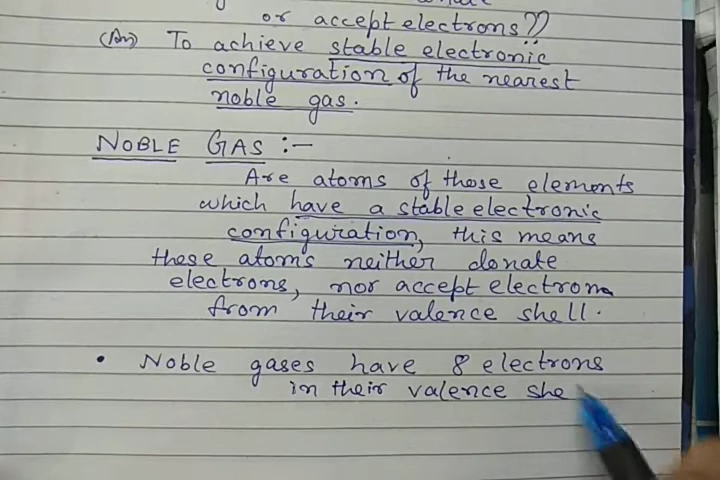 or accept electrons??
(Ans) To achieve stable electronic
configuration of the nearest
noble gas.
NOBLE GAS :-
Are atoms of those elements
which have a stable electronic
configuration, this means
these atoms neither donate
electrons, nor accept electron
from their valence shell.
• Noble gases have 8 electrons
in their valence she